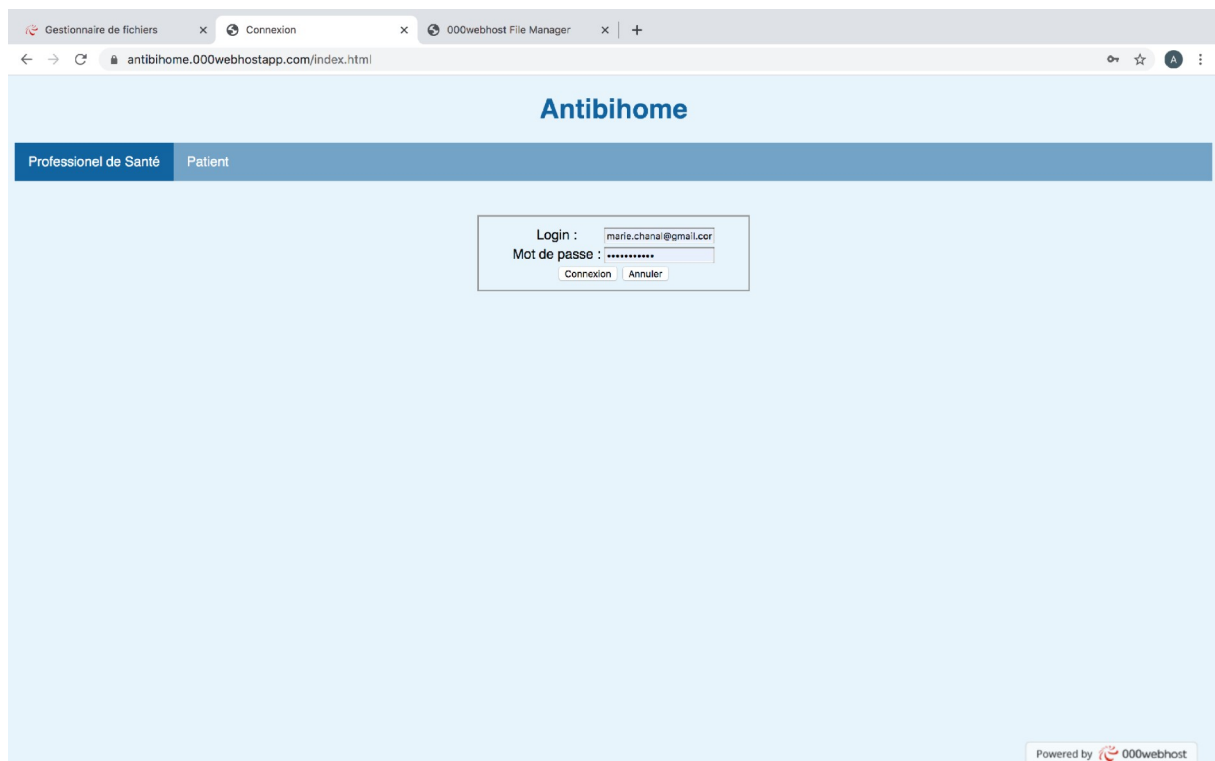 Gestionnaire de fichiers
Connexion
000webhost File Manager
antibihome.000webhostapp.com/index.html
A
Antibihome
Professionel de Santé Patient
Login : marie.chanal@gmail.cor
Mot de passe : •••••••••••
Connexion Annuler
Powered by 000webhost